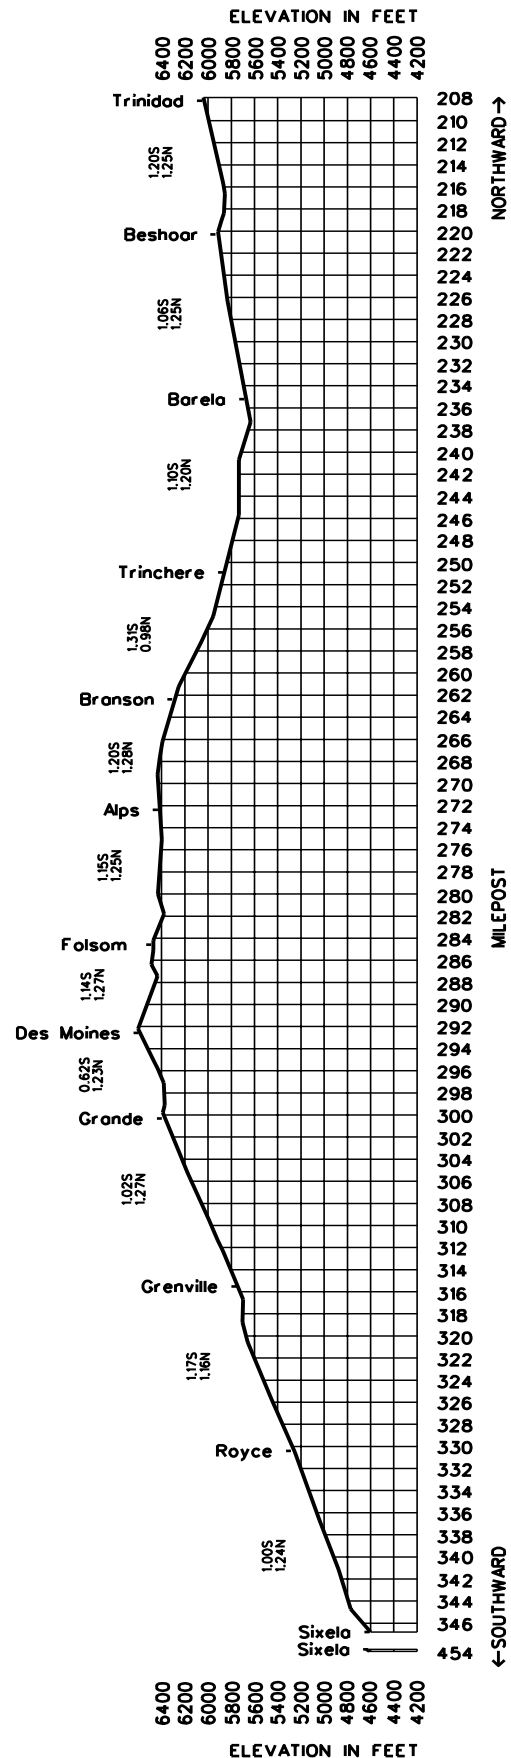 ELEVATION IN FEET
6400 6200 6000 5800 5600 5400 5200 5000 4800 4600 4400 4200
Trinidad
208
210
212
1.20S
1.25N
214
216
218
Beshoar
220
222
224
226
1.06S
1.25N
228
230
232
234
Barela
236
238
240
1.10S
1.20N
242
244
246
248
Trinchere
250
252
254
1.31S
0.98N
256
258
260
Branson
262
264
266
1.20S
1.28N
268
270
Alps
272
274
276
1.15S
1.25N
278
280
282
Folsom
284
286
1.14S
1.27N
288
290
Des Moines
292
294
0.62S
1.23N
296
298
Grande
300
302
304
1.02S
1.27N
306
308
310
312
314
Grenville
316
318
320
1.17S
1.16N
322
324
326
328
Royce
330
332
334
336
338
1.00S
1.24N
340
342
344
346
Sixela
Sixela
454
NORTHWARD→
MILEPOST
←SOUTHWARD
6400 6200 6000 5800 5600 5400 5200 5000 4800 4600 4400 4200
ELEVATION IN FEET